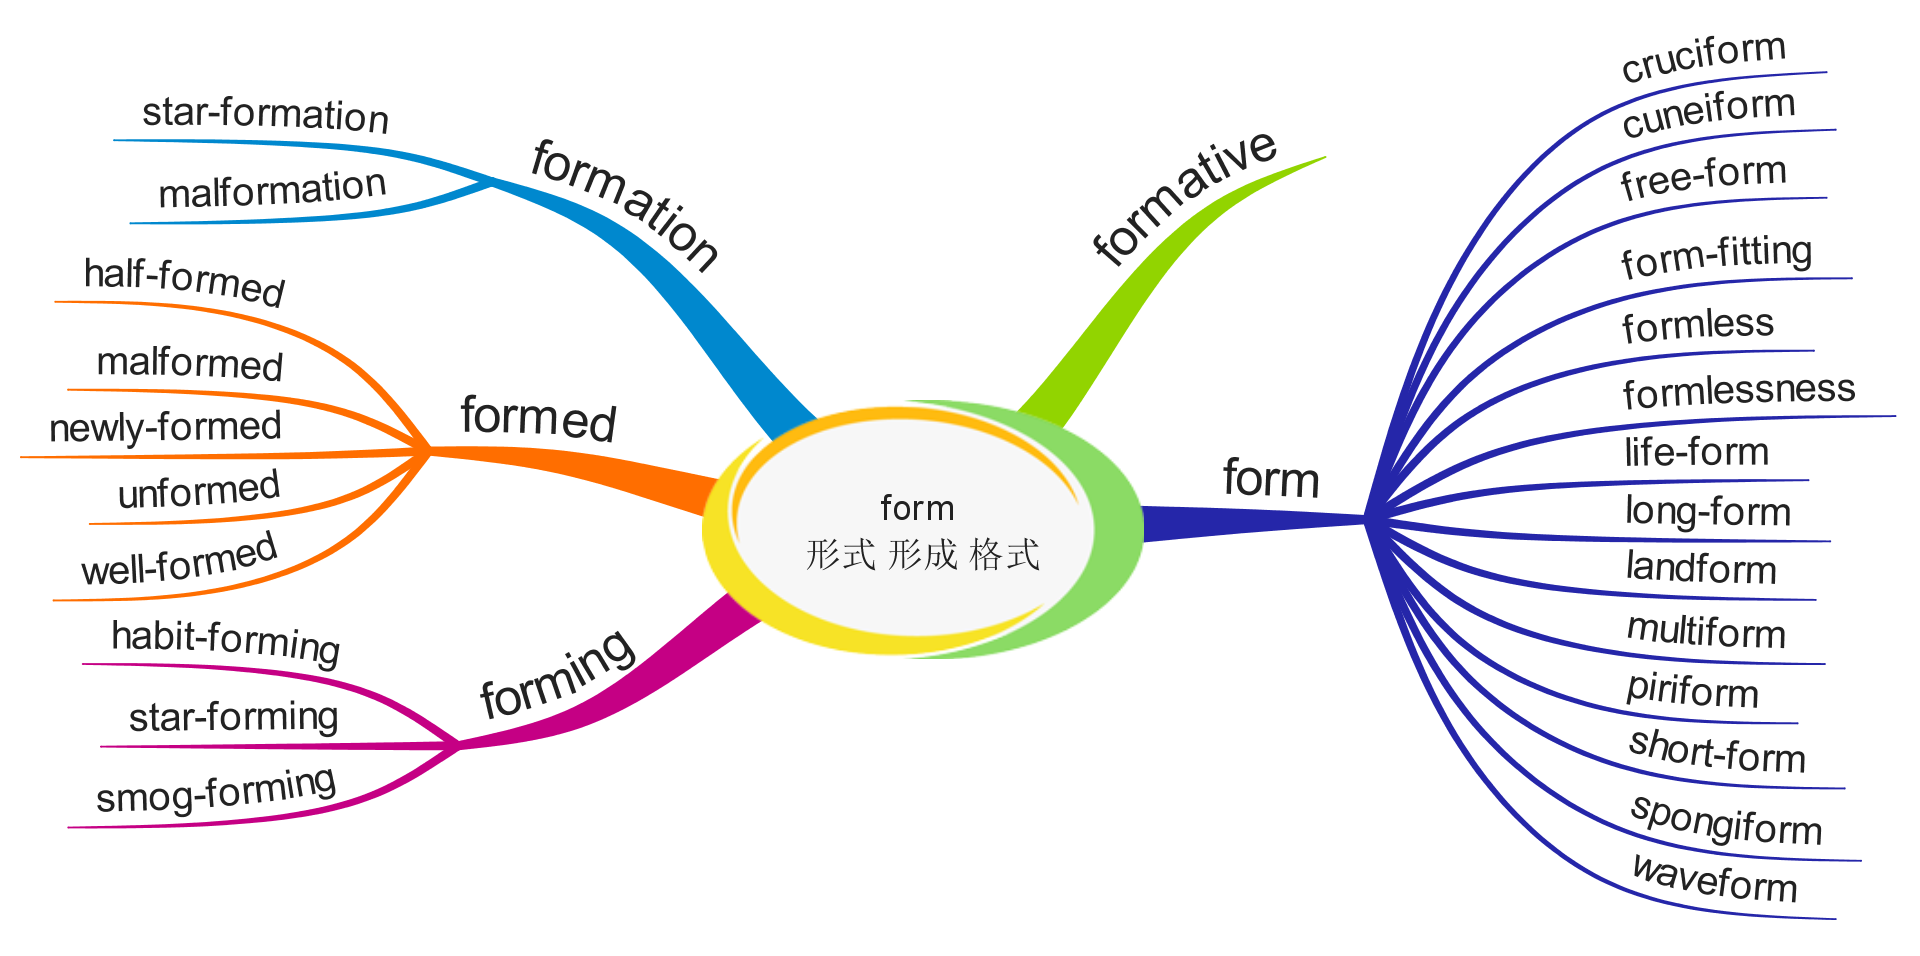 form
形式 形成 格式
formation
star-formation
malformation
formed
half-formed
malformed
newly-formed
unformed
well-formed
forming
habit-forming
star-forming
smog-forming
formative
form
cruciform
cuneiform
free-form
form-fitting
formless
formlessness
life-form
long-form
landform
multiform
piriform
short-form
spongiform
waveform